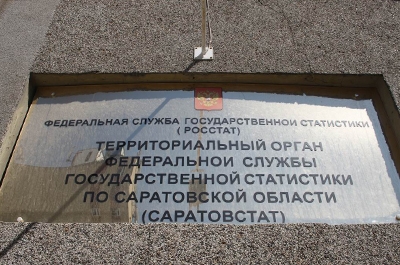 ФЕДЕРАЛЬНАЯ СЛУЖБА ГОСУДАРСТВЕННОЙ СТАТИСТИКИ
(РОССТАТ)
ТЕРРИТОРИАЛЬНЫЙ ОРГАН
ФЕДЕРАЛЬНОЙ СЛУЖБЫ
ГОСУДАРСТВЕННОЙ СТАТИСТИКИ
ПО САРАТОВСКОЙ ОБЛАСТИ
(САРАТОВСТАТ)